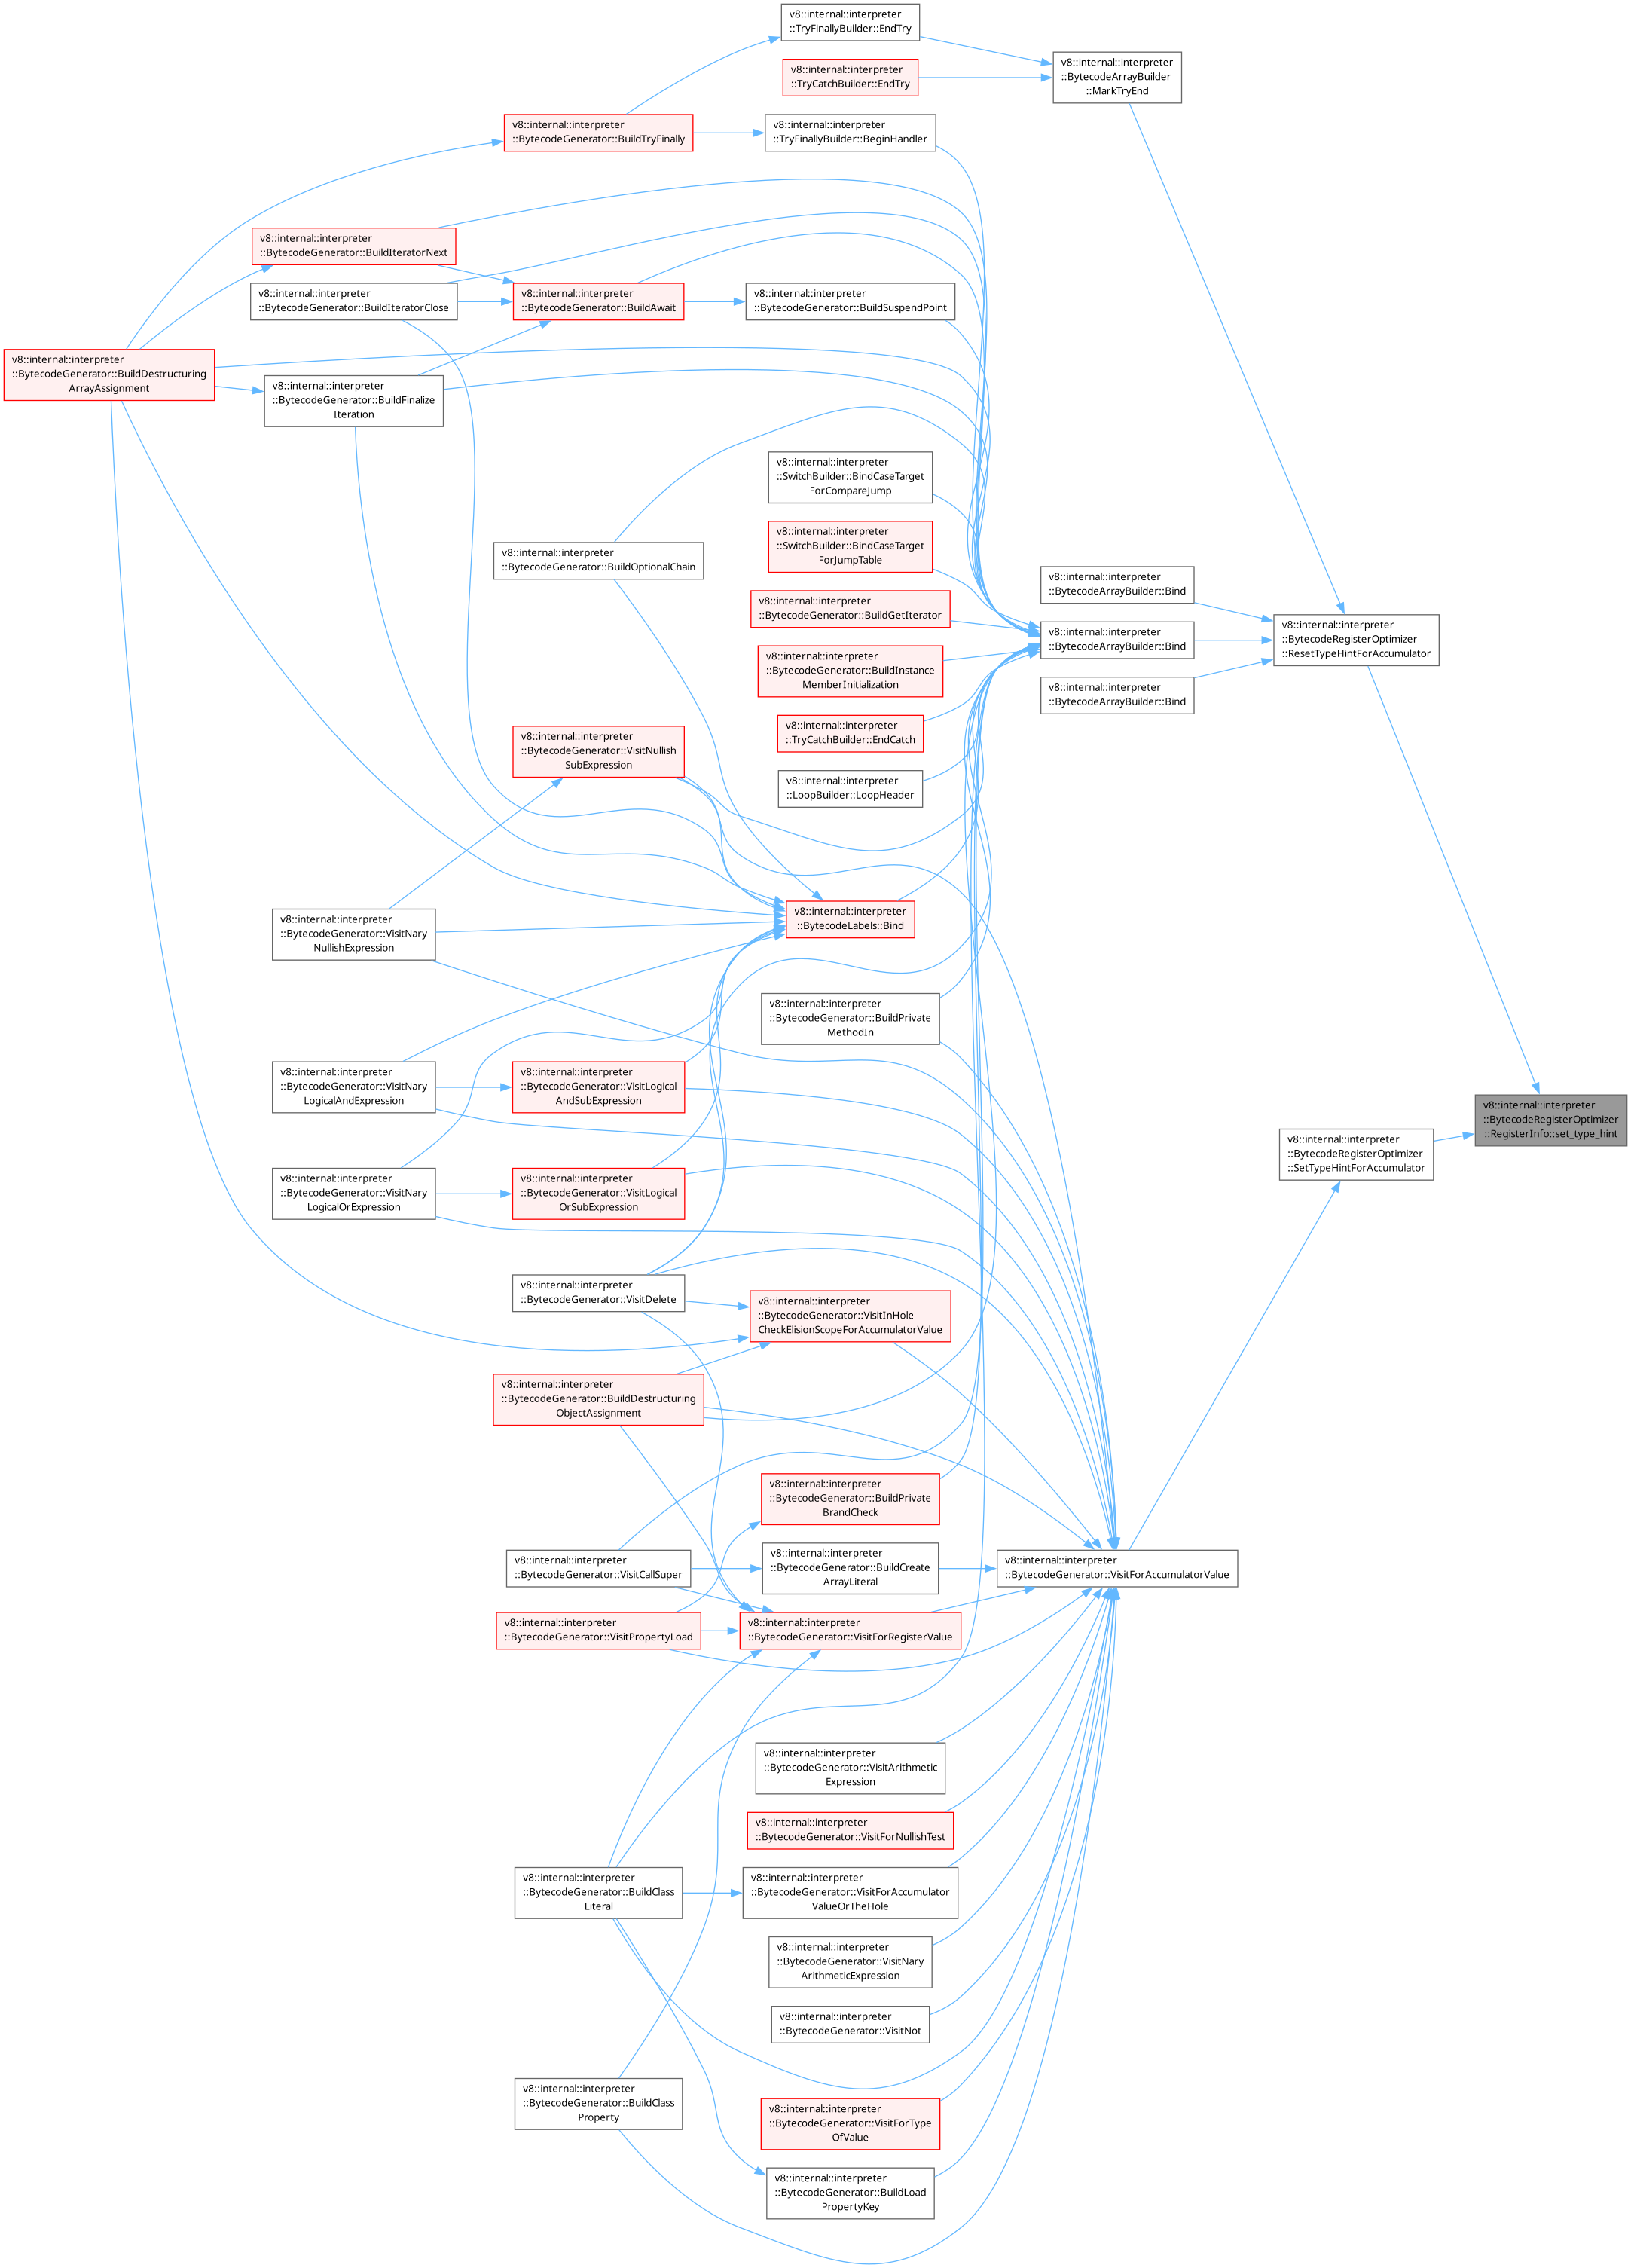 v8::internal::interpreter
::TryFinallyBuilder::EndTry
v8::internal::interpreter
::BytecodeArrayBuilder
::MarkTryEnd
v8::internal::interpreter
::TryCatchBuilder::EndTry
v8::internal::interpreter
::BytecodeGenerator::BuildTryFinally
v8::internal::interpreter
::TryFinallyBuilder::BeginHandler
v8::internal::interpreter
::BytecodeGenerator::BuildIteratorNext
v8::internal::interpreter
::BytecodeGenerator::BuildIteratorClose
v8::internal::interpreter
::BytecodeGenerator::BuildAwait
v8::internal::interpreter
::BytecodeGenerator::BuildSuspendPoint
v8::internal::interpreter
::BytecodeGenerator::BuildDestructuring
ArrayAssignment
v8::internal::interpreter
::BytecodeGenerator::BuildFinalize
Iteration
v8::internal::interpreter
::SwitchBuilder::BindCaseTarget
ForCompareJump
v8::internal::interpreter
::SwitchBuilder::BindCaseTarget
ForJumpTable
v8::internal::interpreter
::BytecodeGenerator::BuildOptionalChain
v8::internal::interpreter
::BytecodeArrayBuilder::Bind
v8::internal::interpreter
::BytecodeGenerator::BuildGetIterator
v8::internal::interpreter
::BytecodeArrayBuilder::Bind
v8::internal::interpreter
::BytecodeRegisterOptimizer
::ResetTypeHintForAccumulator
v8::internal::interpreter
::BytecodeGenerator::BuildInstance
MemberInitialization
v8::internal::interpreter
::BytecodeArrayBuilder::Bind
v8::internal::interpreter
::TryCatchBuilder::EndCatch
v8::internal::interpreter
::BytecodeGenerator::VisitNullish
SubExpression
v8::internal::interpreter
::LoopBuilder::LoopHeader
v8::internal::interpreter
::BytecodeLabels::Bind
v8::internal::interpreter
::BytecodeGenerator::VisitNary
NullishExpression
v8::internal::interpreter
::BytecodeGenerator::BuildPrivate
MethodIn
v8::internal::interpreter
::BytecodeGenerator::VisitNary
LogicalAndExpression
v8::internal::interpreter
::BytecodeGenerator::VisitLogical
AndSubExpression
v8::internal::interpreter
::BytecodeRegisterOptimizer
::RegisterInfo::set_type_hint
v8::internal::interpreter
::BytecodeRegisterOptimizer
::SetTypeHintForAccumulator
v8::internal::interpreter
::BytecodeGenerator::VisitNary
LogicalOrExpression
v8::internal::interpreter
::BytecodeGenerator::VisitLogical
OrSubExpression
v8::internal::interpreter
::BytecodeGenerator::VisitDelete
v8::internal::interpreter
::BytecodeGenerator::VisitInHole
CheckElisionScopeForAccumulatorValue
v8::internal::interpreter
::BytecodeGenerator::BuildDestructuring
ObjectAssignment
v8::internal::interpreter
::BytecodeGenerator::BuildPrivate
BrandCheck
v8::internal::interpreter
::BytecodeGenerator::VisitCallSuper
v8::internal::interpreter
::BytecodeGenerator::BuildCreate
ArrayLiteral
v8::internal::interpreter
::BytecodeGenerator::VisitForAccumulatorValue
v8::internal::interpreter
::BytecodeGenerator::VisitPropertyLoad
v8::internal::interpreter
::BytecodeGenerator::VisitForRegisterValue
v8::internal::interpreter
::BytecodeGenerator::VisitArithmetic
Expression
v8::internal::interpreter
::BytecodeGenerator::VisitForNullishTest
v8::internal::interpreter
::BytecodeGenerator::BuildClass
Literal
v8::internal::interpreter
::BytecodeGenerator::VisitForAccumulator
ValueOrTheHole
v8::internal::interpreter
::BytecodeGenerator::VisitNary
ArithmeticExpression
v8::internal::interpreter
::BytecodeGenerator::VisitNot
v8::internal::interpreter
::BytecodeGenerator::BuildClass
Property
v8::internal::interpreter
::BytecodeGenerator::VisitForType
OfValue
v8::internal::interpreter
::BytecodeGenerator::BuildLoad
PropertyKey